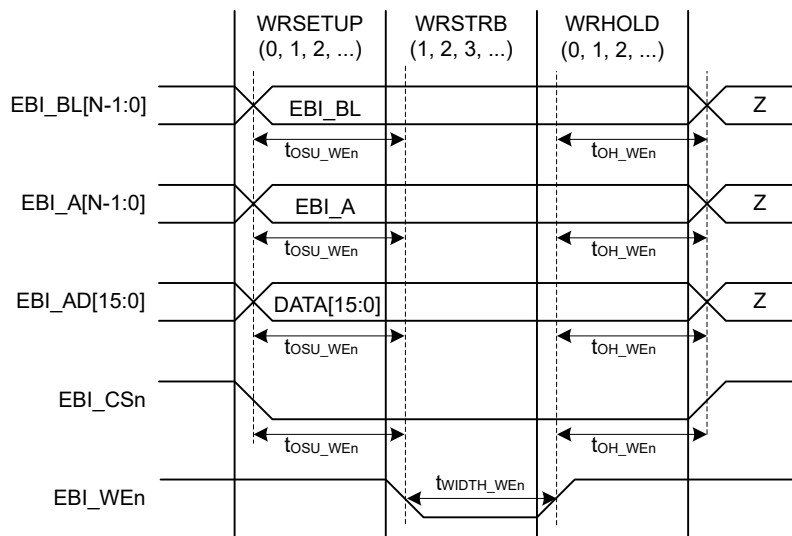 WRSETUP WRSTRB WRHOLD
(0, 1, 2, ...) (1, 2, 3, ...) (0, 1, 2, ...)
EBI_BL[N-1:0] EBI_BL Z
tOSU_WEn tOH_WEn
EBI_A[N-1:0] EBI_A Z
tOSU_WEn tOH_WEn
EBI_AD[15:0] DATA[15:0] Z
tOSU_WEn tOH_WEn
EBI_CSn
tOSU_WEn tOH_WEn
EBI_WEn tWIDTH_WEn